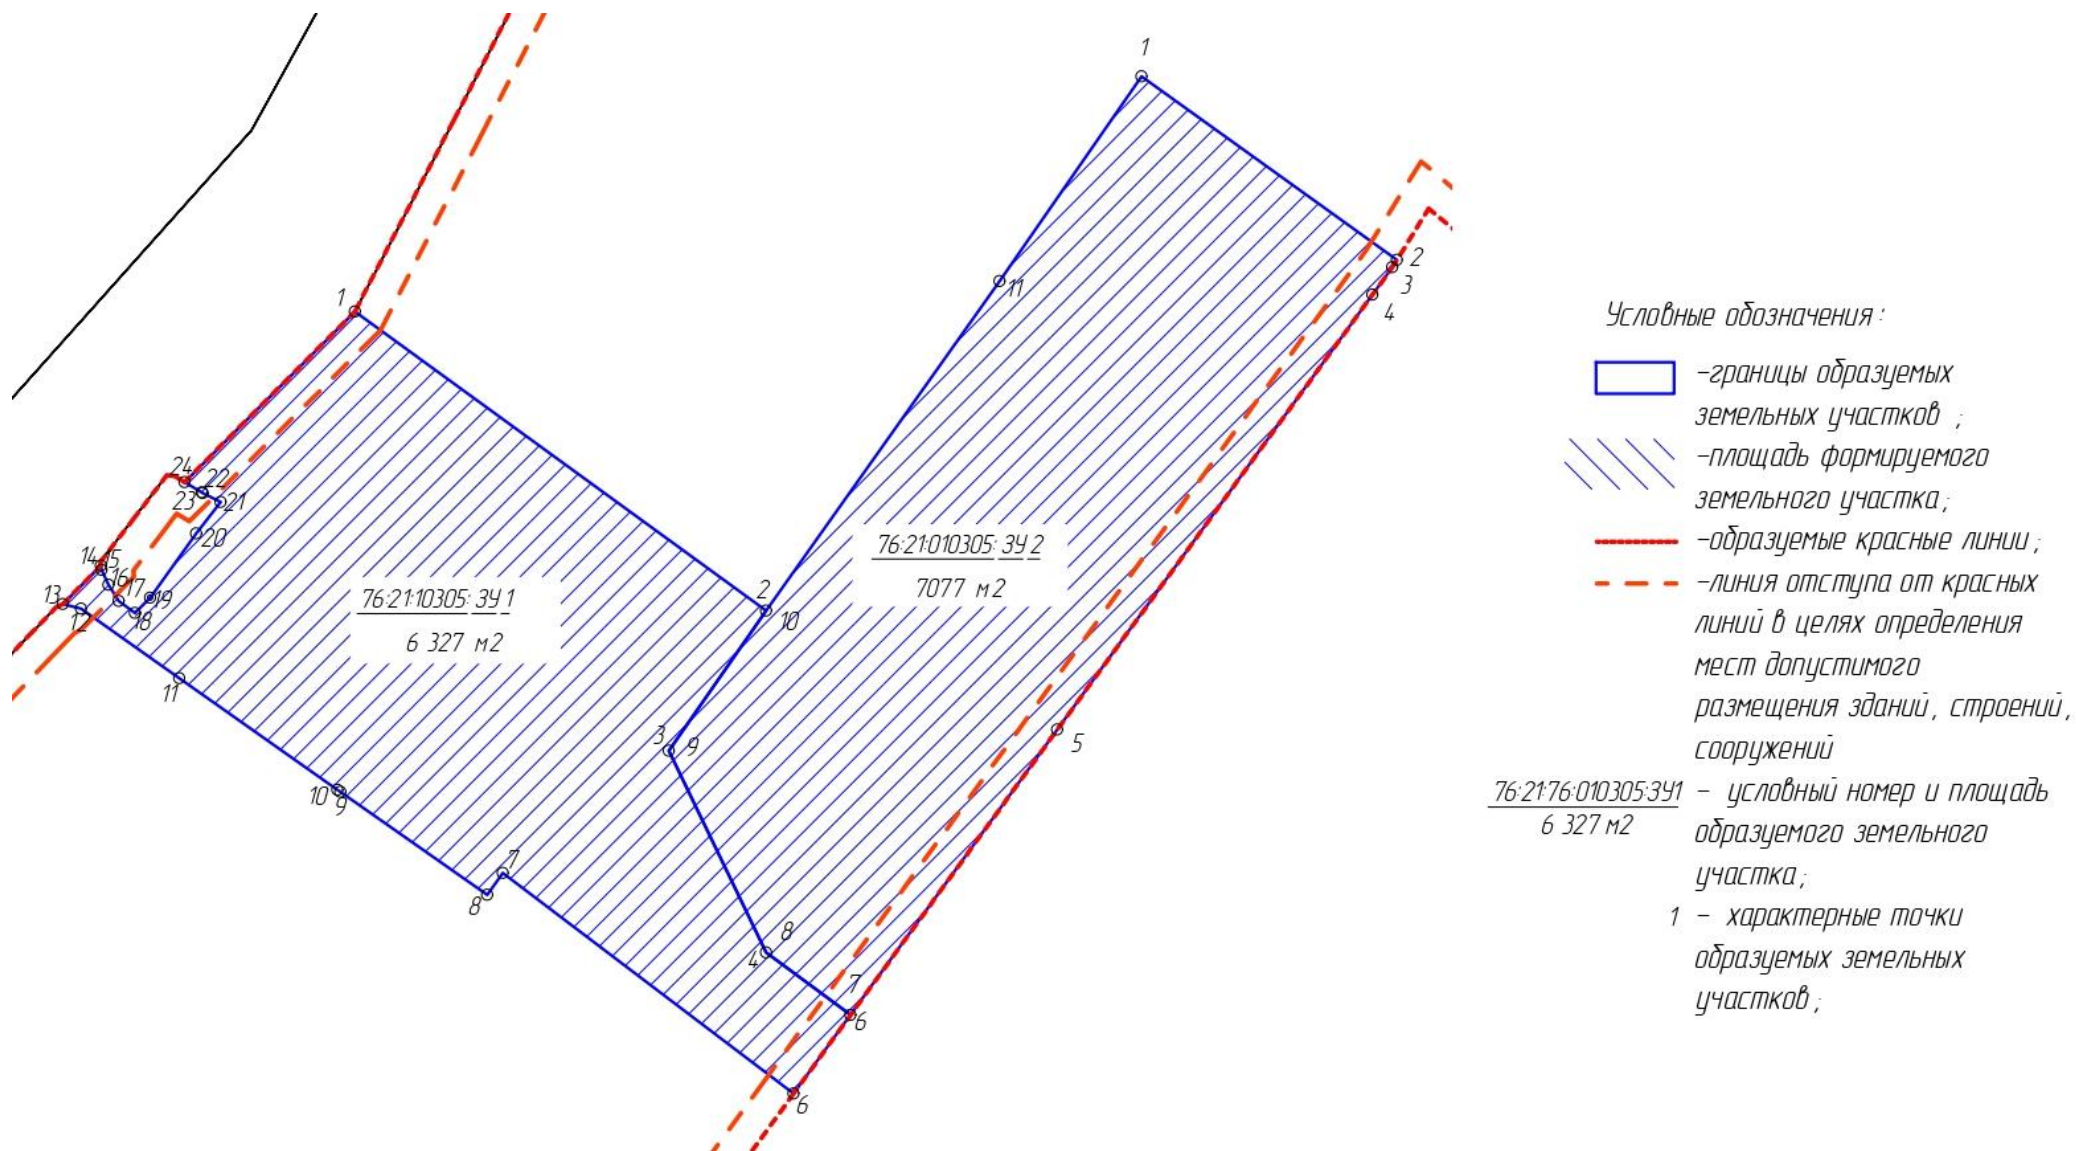 1
2
3
4
1
11
24
22
23
21
20
14
15
16
17
13
12
18
19
11
2
10
76:21:10305: ЗУ 1
6 327 м2
76:21:010305: ЗУ 2
7077 м2
3
9
5
10
9
7
8
8
4
7
6
6
Условные обозначения :
-границы образуемых
земельных участков ;
-площадь формируемого
земельного участка;
-образуемые красные линии;
-линия отступа от красных
линий в целях определения
мест допустимого
размещения зданий, строений,
сооружений
76:21:76:010305:ЗУ1 - условный номер и площадь
6 327 м2
образуемого земельного
участка;
1 - характерные точки
образуемых земельных
участков;